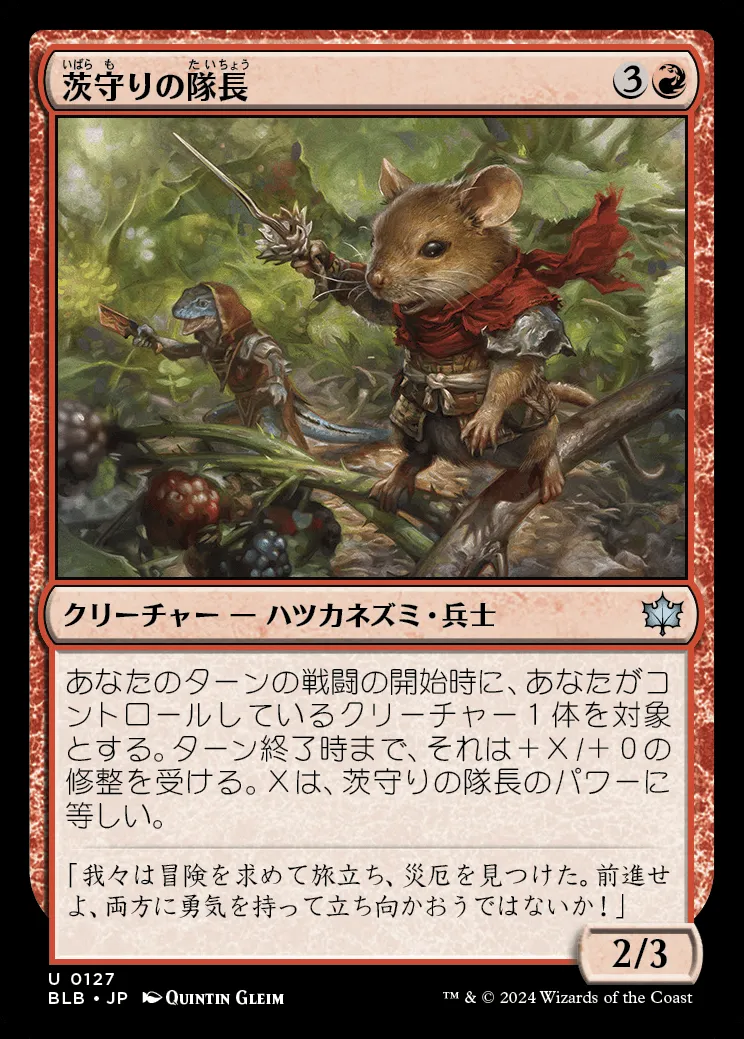 いばら も たいちょう
茨守りの隊長 3
クリーチャー — ハツカネズミ・兵士
あなたのターンの戦闘の開始時に、あなたがコ
ントロールしているクリーチャー１体を対象
とする。ターン終了時まで、それは＋Ｘ/＋０の
修整を受ける。Ｘは、茨守りの隊長のパワーに
等しい。
「我々は冒険を求めて旅立ち、災厄を見つけた。前進せ
よ、両方に勇気を持って立ち向かおうではないか！」
2/3
U 0127
BLB • JP Quintin Gleim
™ & © 2024 Wizards of the Coast